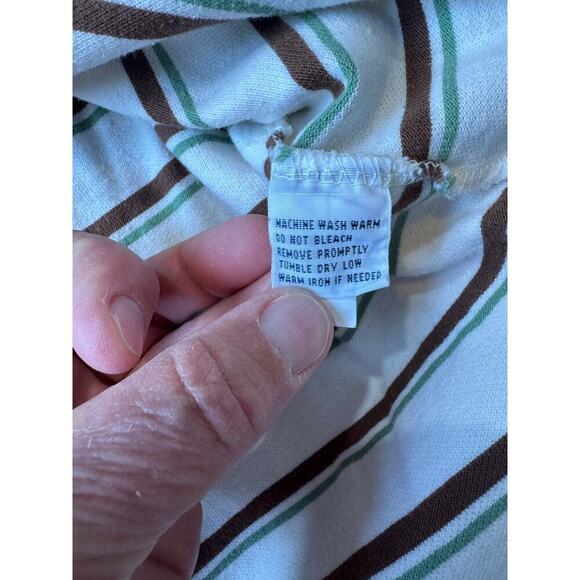 MACHINE WASH WARM
DO NOT BLEACH
REMOVE PROMPTLY
TUMBLE DRY LOW
WARM IRON IF NEEDED